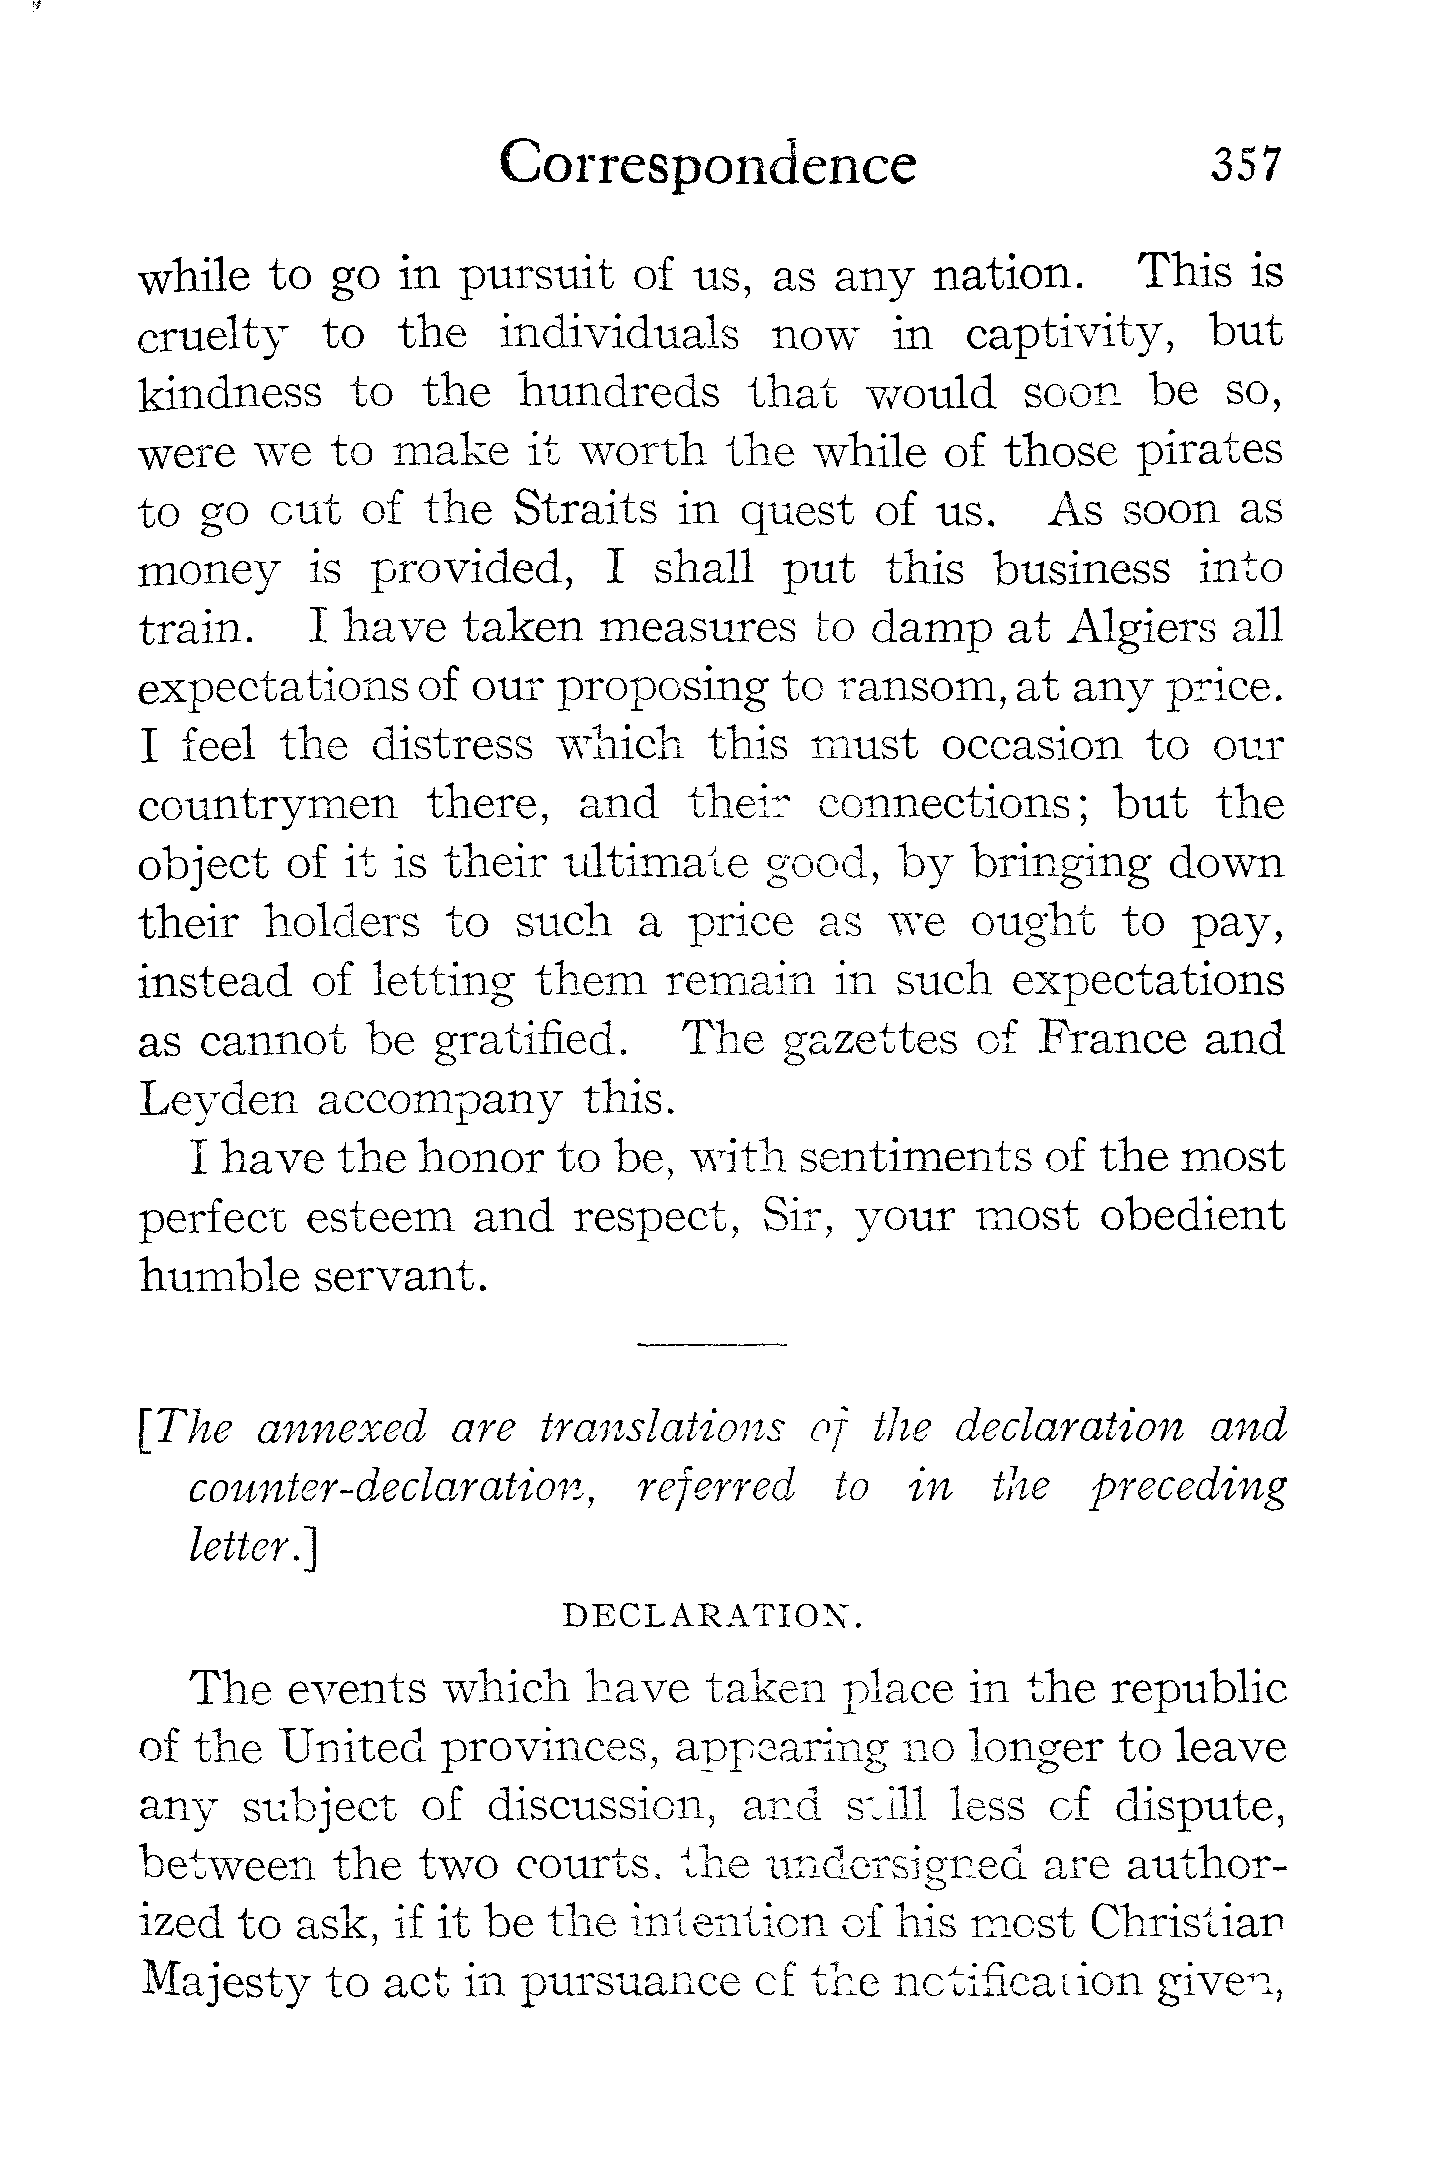 Correspondence 357
while to go in pursuit of us, as any nation. This is
cruelty to the individuals now in captivity, but
kindness to the hundreds that would soon be so,
were we to make it worth the while of those pirates
to go out of the Straits in quest of us. As soon as
money is provided, I shall put this business into
train. I have taken measures to damp at Algiers all
expectations of our proposing to ransom, at any price.
I feel the distress which this must occasion to our
countrymen there, and their connections; but the
object of it is their ultimate good, by bringing down
their holders to such a price as we ought to pay,
instead of letting them remain in such expectations
as cannot be gratified. The gazettes of France and
Leyden accompany this.
I have the honor to be, with sentiments of the most
perfect esteem and respect, Sir, your most obedient
humble servant.
[The annexed are translations of the declaration and
counter-declaration, referred to in the preceding
letter.]
DECLARATION.
The events which have taken place in the republic
of the United provinces, appearing no longer to leave
any subject of discussion, and still less of dispute,
between the two courts. the undersigned are author-
ized to ask, if it be the intention of his most Christian
Majesty to act in pursuance of the notification given,